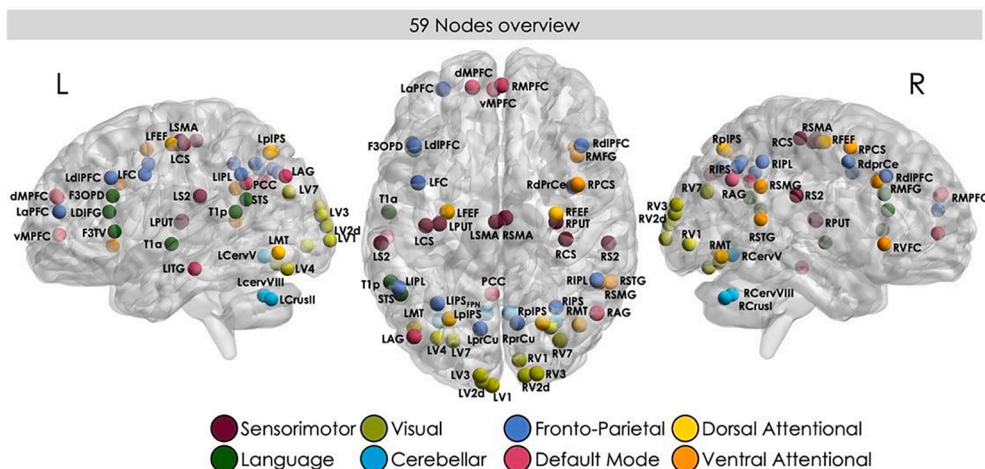 59 Nodes overview
L
R
LSMA
LFEF
LpIPS
LCS
LdlPFC
LFC
LIPL
LAG
dMPFC
F3OPD
LS2
PCC
LV7
LaPFC
LDIFG
STS
LV3
LPUT
T1p
LV2d
vMPFC
F3TV
T1a
LMT
LV1
LCervV
LITG
LV4
LcervVIII
LCrusII
dMPFC
LaPFC
RMPFC
vMPFC
F3OPD
LdlPFC
RdlPFC
RMFG
LFC
RdPrCe
RPCS
T1a
LFEF
RFEF
LPUT
RPUT
LCS
LSMA
RSMA
RCS
LS2
RS2
T1p
LIPL
RIPL
RSTG
STS
PCC
RSMG
LIPSFPN
RIPS
LMT
LpIPS
RpIPS
RMT
RAG
LAG
LprCu
RprCu
LV4
LV7
RV7
RV1
LV3
RV3
LV2d
RV2d
LV1
RSMA
RCS
RFEF
RpIPS
RPCS
RIPS
RIPL
RdprCe
RdlPFC
RV7
RAG
RSMG
RS2
RMFG
RMPFC
RV3
RV2d
RPUT
RSTG
RV1
RMT
RVFC
RCervV
RCervVIII
RCrusI
Sensorimotor
Visual
Fronto-Parietal
Dorsal Attentional
Language
Cerebellar
Default Mode
Ventral Attentional